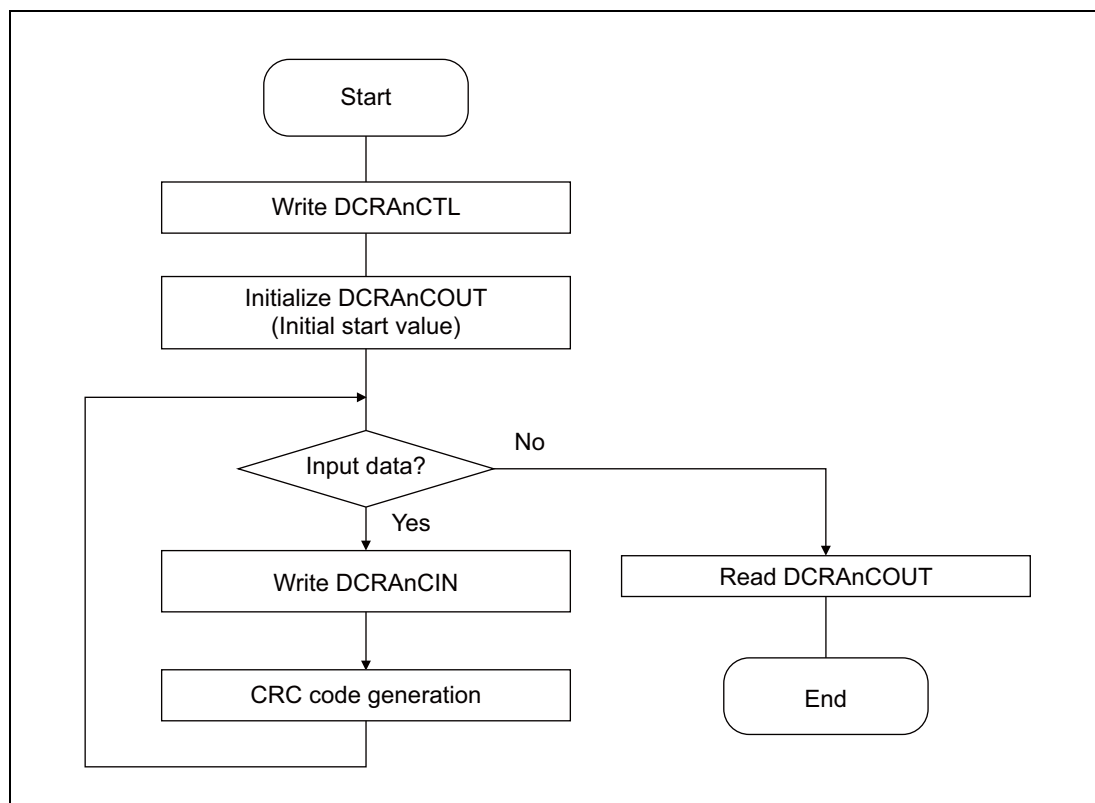 Start
Write DCRAnCTL
Initialize DCRAnCOUT
(Initial start value)
Input data?
No
Yes
Write DCRAnCIN
Read DCRAnCOUT
CRC code generation
End